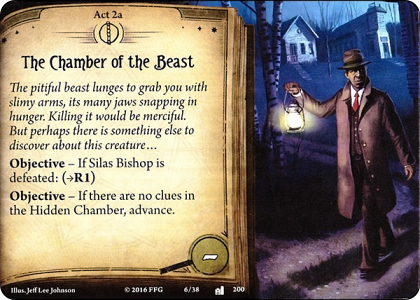 Act 2a
The Chamber of the Beast
The pitiful beast lunges to grab you with
slimy arms, its many jaws snapping in
hunger. Killing it would be merciful.
But perhaps there is something else to
discover about this creature…
Objective – If Silas Bishop is
defeated: (→R1)
Objective – If there are no clues in
the Hidden Chamber, advance.
–
Illus. Jeff Lee Johnson
© 2016 FFG
6/38
200